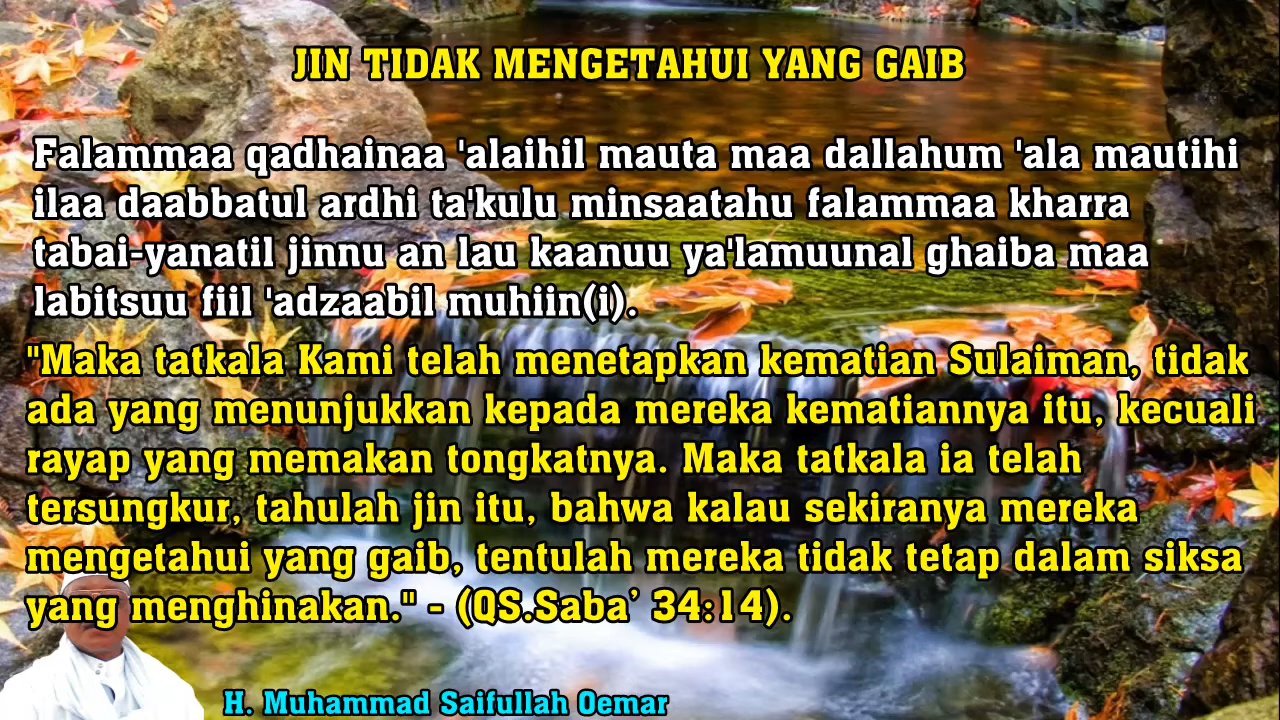 JIN TIDAK MENGETAHUI YANG GAIB
Falammaa qadhainaa 'alaihil mauta maa dallahum 'ala mautihi
ilaa daabbatul ardhi ta'kulu minsaatahu falammaa kharra
tabai-yanatil jinnu an lau kaanuu ya'lamuunal ghaiba maa
labitsuu fiil 'adzaabil muhiin(i).
"Maka tatkala Kami telah menetapkan kematian Sulaiman, tidak
ada yang menunjukkan kepada mereka kematiannya itu, kecuali
rayap yang memakan tongkatnya. Maka tatkala ia telah
tersungkur, tahulah jin itu, bahwa kalau sekiranya mereka
mengetahui yang gaib, tentulah mereka tidak tetap dalam siksa
yang menghinakan." - (QS.Saba’ 34:14).
H. Muhammad Saifullah Oemar